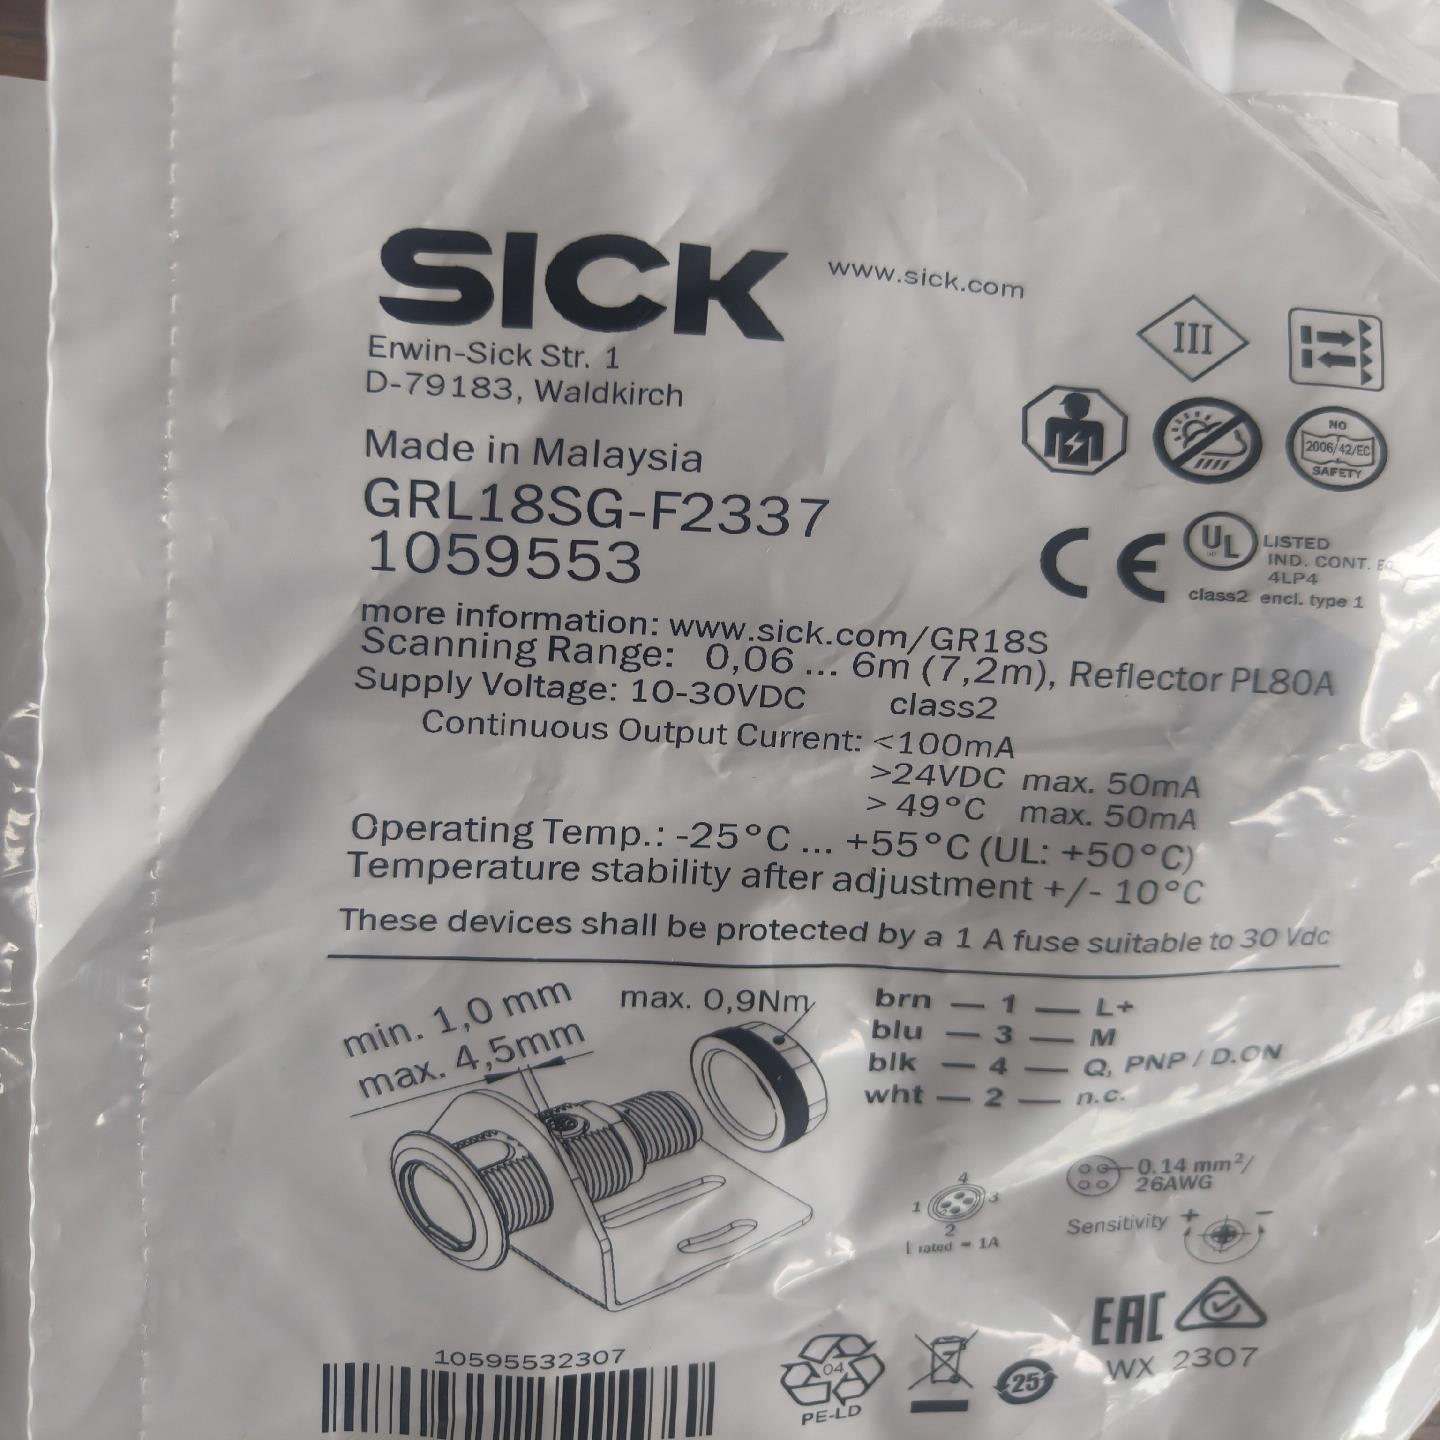 SICK
www.sick.com
Erwin-Sick Str. 1
D-79183, Waldkirch
III
NO
2006/42/EC
SAFETY
Made in Malaysia
GRL18SG-F2337
1059553
CE
UL
LISTED
IND. CONT. EQ
4LP4
class2 encl. type 1
more information: www.sick.com/GR18S
Scanning Range: 0,06 ... 6m (7,2m), Reflector PL80A
Supply Voltage: 10-30VDC class2
Continuous Output Current: <100mA
>24VDC max. 50mA
> 49°C max. 50mA
Operating Temp.: -25°C ... +55°C (UL: +50°C)
Temperature stability after adjustment +/- 10°C
These devices shall be protected by a 1 A fuse suitable to 30 Vdc
min. 1,0 mm
max. 4,5mm
max. 0,9Nm
brn — 1 — L+
blu — 3 — M
blk — 4 — Q, PNP / D.ON
wht — 2 — n.c.
4
1 3
2
I rated = 1A
0.14 mm²/
26AWG
Sensitivity + -
EAC
WX 2307
10595532307
04
PE-LD
25